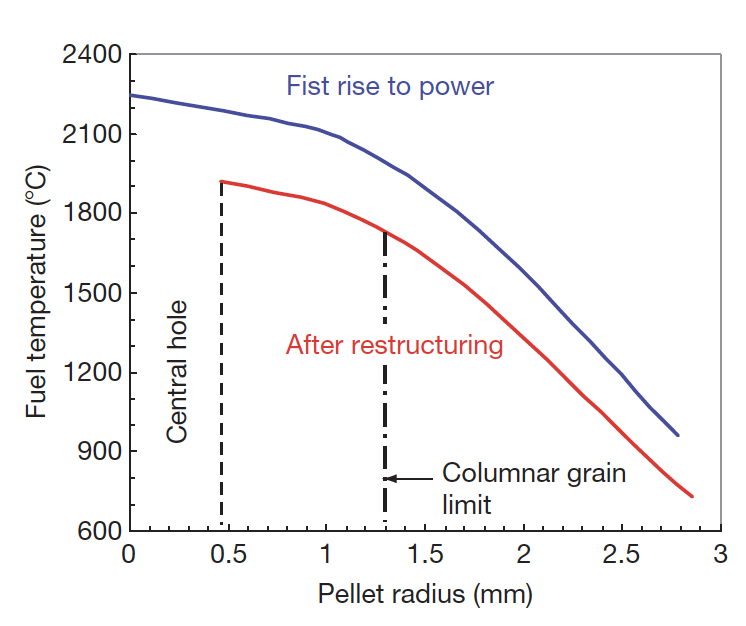 2400
Fist rise to power
2100
1800
1500
After restructuring
1200
900
Columnar grain
limit
600
Central hole
Fuel temperature (°C)
0
0.5
1
1.5
2
2.5
3
Pellet radius (mm)